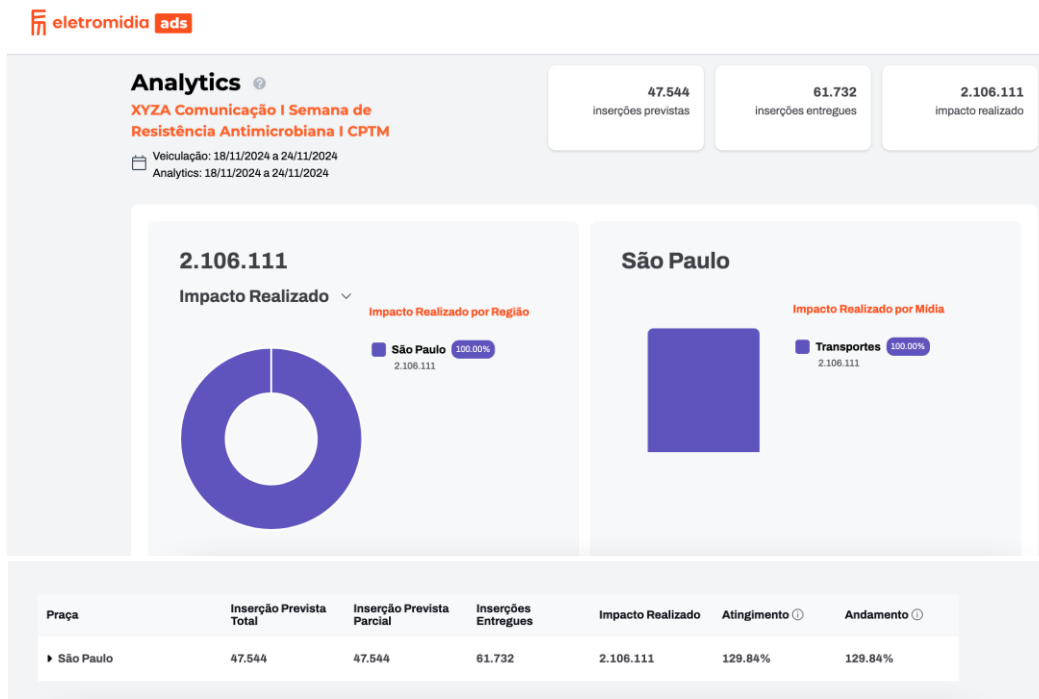 eletromidia ads
Analytics
XYZA Comunicação I Semana de
Resistência Antimicrobiana I CPTM
Veiculação: 18/11/2024 a 24/11/2024
Analytics: 18/11/2024 a 24/11/2024
47.544
inserções previstas
61.732
inserções entregues
2.106.111
impacto realizado
2.106.111
Impacto Realizado
Impacto Realizado por Região
São Paulo 100.00%
2.106.111
São Paulo
Impacto Realizado por Mídia
Transportes 100.00%
2.106.111
Praça Inserção Prevista Total Inserção Prevista Parcial Inserções Entregues Impacto Realizado Atingimento Andamento
São Paulo 47.544 47.544 61.732 2.106.111 129.84% 129.84%